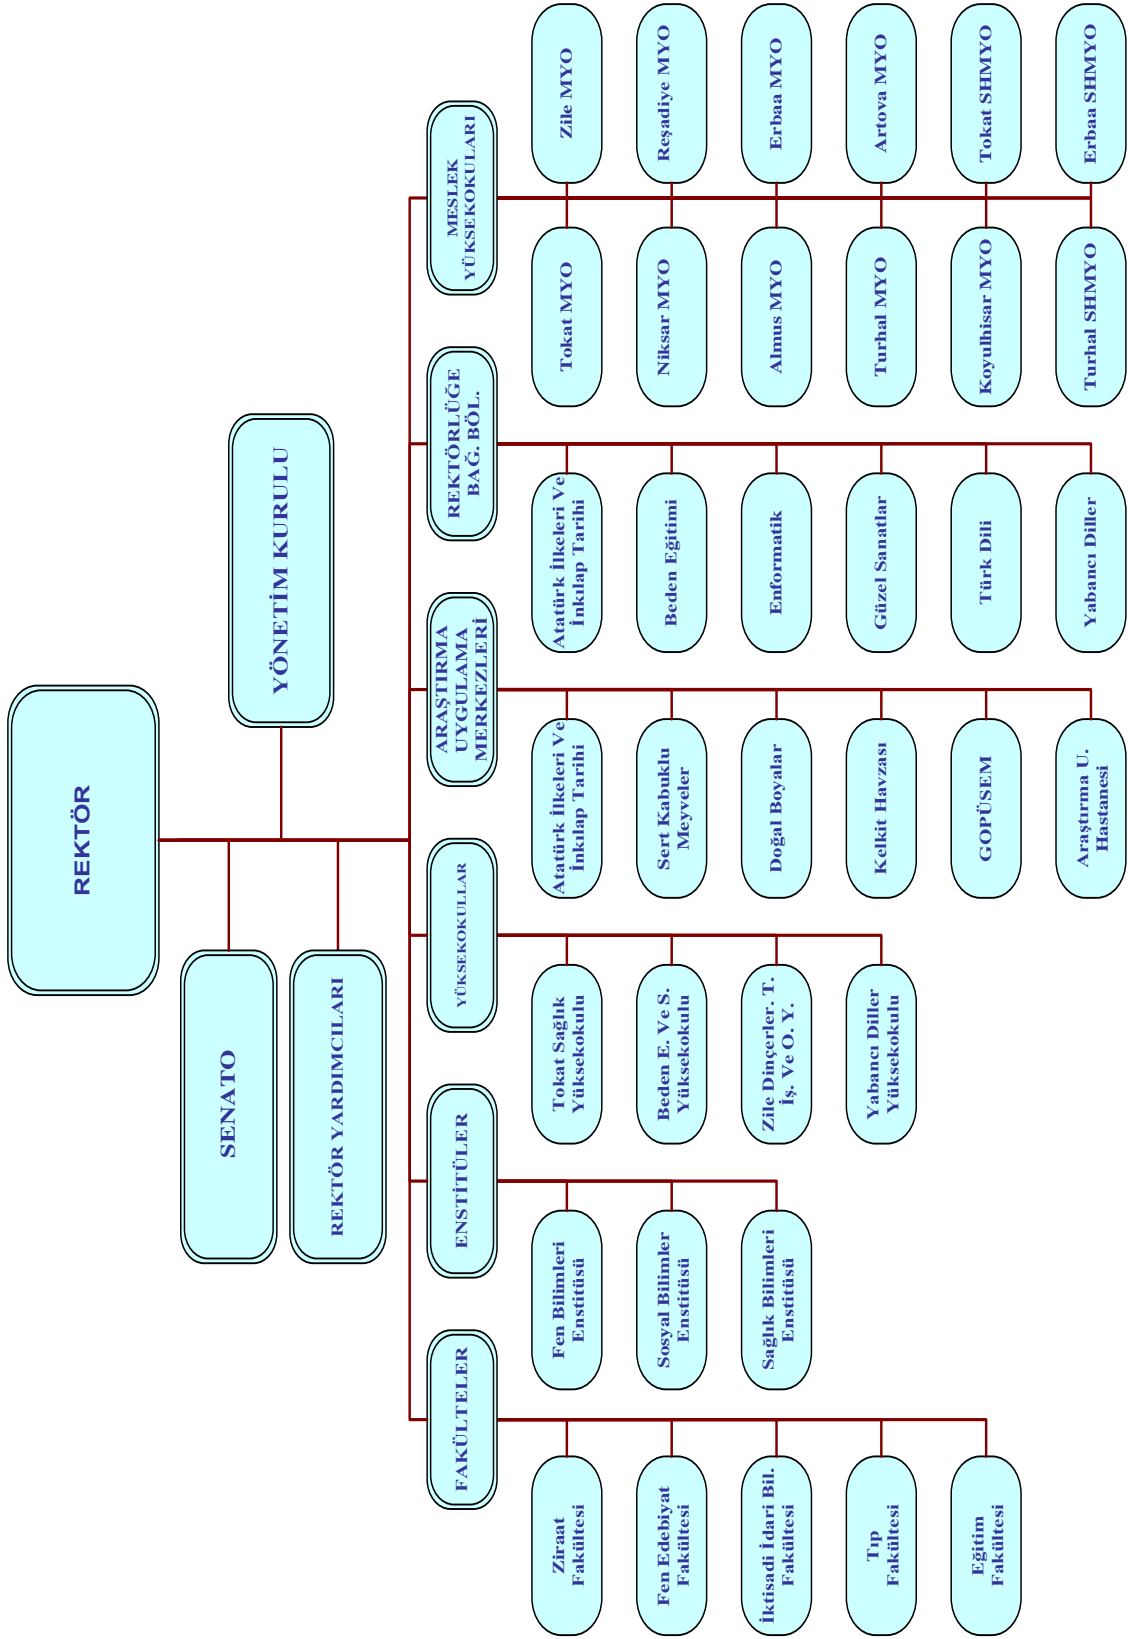 REKTÖR
SENATO
YÖNETİM KURULU
REKTÖR YARDIMCILARI
FAKÜLTELER
Ziraat
Fakültesi
Fen Edebiyat
Fakültesi
İktisadi İdari Bil.
Fakültesi
Tıp
Fakültesi
Eğitim
Fakültesi
ENSTİTÜLER
Fen Bilimleri
Enstitüsü
Sosyal Bilimler
Enstitüsü
Sağlık Bilimleri
Enstitüsü
YÜKSEKOKULLAR
Tokat Sağlık
Yüksekokulu
Beden E. Ve S.
Yüksekokulu
Zile Dinçerler. T.
İş. Ve O. Y.
Yabancı Diller
Yüksekokulu
ARAŞTIRMA
UYGULAMA
MERKEZLERİ
Atatürk İlkeleri Ve
İnkılap Tarihi
Sert Kabuklu
Meyveler
Doğal Boyalar
Kelkit Havzası
GOPÜSEM
Araştırma U.
Hastanesi
REKTÖRLÜĞE
BAĞ. BÖL.
Atatürk İlkeleri Ve
İnkılap Tarihi
Beden Eğitimi
Enformatik
Güzel Sanatlar
Türk Dili
Yabancı Diller
MESLEK
YÜKSEKOKULARI
Tokat MYO
Zile MYO
Niksar MYO
Reşadiye MYO
Almus MYO
Erbaa MYO
Turhal MYO
Artova MYO
Koyulhisar MYO
Tokat SHMYO
Turhal SHMYO
Erbaa SHMYO